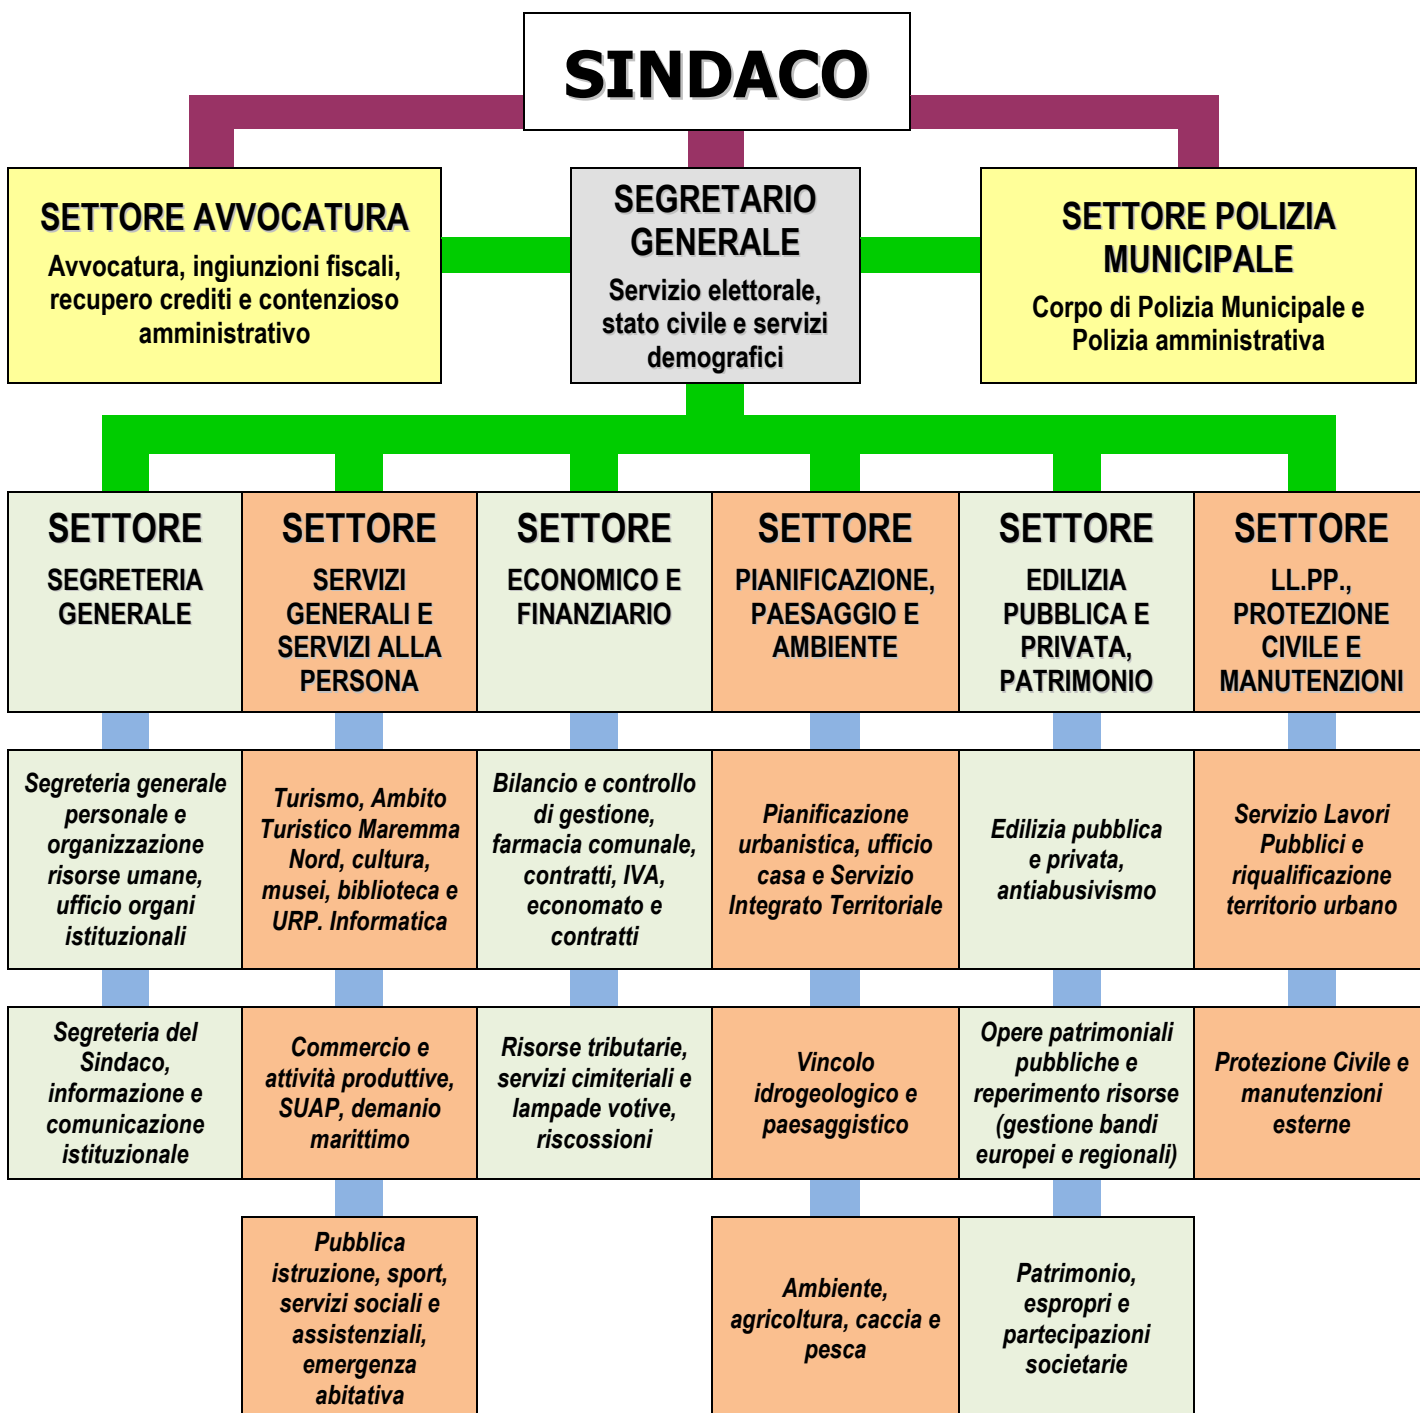 SINDACO
SETTORE AVVOCATURA
Avvocatura, ingiunzioni fiscali,
recupero crediti e contenzioso
amministrativo
SEGRETARIO
GENERALE
Servizio elettorale,
stato civile e servizi
demografici
SETTORE POLIZIA
MUNICIPALE
Corpo di Polizia Municipale e
Polizia amministrativa
SETTORE
SEGRETERIA
GENERALE
SETTORE
SERVIZI
GENERALI E
SERVIZI ALLA
PERSONA
SETTORE
ECONOMICO E
FINANZIARIO
SETTORE
PIANIFICAZIONE,
PAESAGGIO E
AMBIENTE
SETTORE
EDILIZIA
PUBBLICA E
PRIVATA,
PATRIMONIO
SETTORE
LL.PP.,
PROTEZIONE
CIVILE E
MANUTENZIONI
Segreteria generale
personale e
organizzazione
risorse umane,
ufficio organi
istituzionali
Turismo, Ambito
Turistico Maremma
Nord, cultura,
musei, biblioteca e
URP. Informatica
Bilancio e controllo
di gestione,
farmacia comunale,
contratti, IVA,
economato e
contratti
Pianificazione
urbanistica, ufficio
casa e Servizio
Integrato Territoriale
Edilizia pubblica
e privata,
antiabusivismo
Servizio Lavori
Pubblici e
riqualificazione
territorio urbano
Segreteria del
Sindaco,
informazione e
comunicazione
istituzionale
Commercio e
attività produttive,
SUAP, demanio
marittimo
Risorse tributarie,
servizi cimiteriali e
lampade votive,
riscossioni
Vincolo
idrogeologico e
paesaggistico
Opere patrimoniali
pubbliche e
reperimento risorse
(gestione bandi
europei e regionali)
Protezione Civile e
manutenzioni
esterne
Pubblica
istruzione, sport,
servizi sociali e
assistenziali,
emergenza
abitativa
Ambiente,
agricoltura, caccia e
pesca
Patrimonio,
espropri e
partecipazioni
societarie